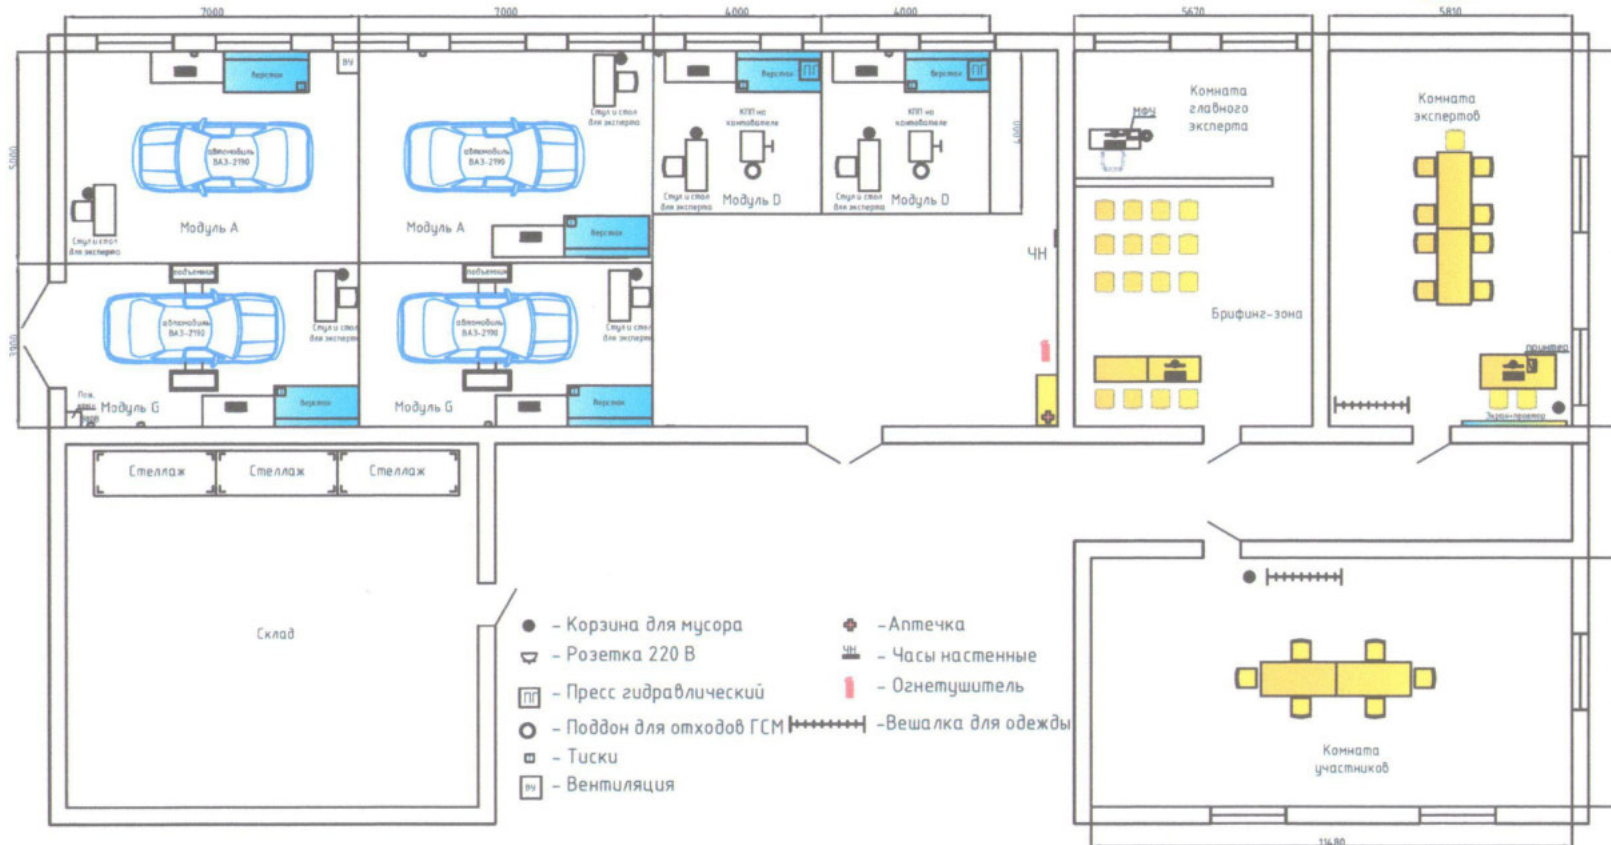 7000
7000
4000
4000
5670
5810
Верстак
ВУ
Стул и стол
для эксперта
автомобиль
ВАЗ-2190
Модуль А
Стул и стол
для эксперта
автомобиль
ВАЗ-2190
Модуль А
Верстак
5000
Верстак
ПГ
КПП на
кантователе
Стул и стол
для эксперта
Модуль D
Верстак
ПГ
КПП на
кантователе
Стул и стол
для эксперта
Модуль D
4000
ЧН
Комната
главного
эксперта
МФУ
Брифинг-зона
Комната
экспертов
принтер
3900
подъемник
автомобиль
ВАЗ-2190
Стул и стол
для эксперта
Верстак
Пож.
Модуль G
подъемник
автомобиль
ВАЗ-2190
Стул и стол
для эксперта
Верстак
Модуль G
Стеллаж
Стеллаж
Стеллаж
Склад
- Корзина для мусора
- Розетка 220 В
ПГ - Пресс гидравлический
- Поддон для отходов ГСМ
- Тиски
ВУ - Вентиляция
- Аптечка
ЧН - Часы настенные
- Огнетушитель
- Вешалка для одежды
Комната
участников
11480